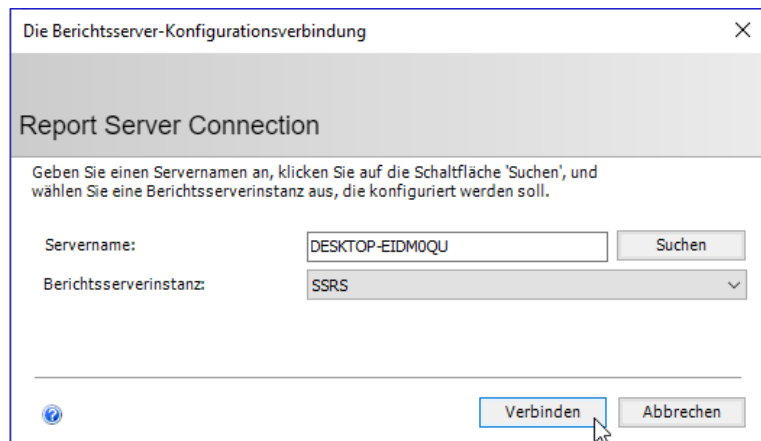 Die Berichtsserver-Konfigurationsverbindung
Report Server Connection
Geben Sie einen Servernamen an, klicken Sie auf die Schaltfläche 'Suchen', und
wählen Sie eine Berichtsserverinstanz aus, die konfiguriert werden soll.
Servername: DESKTOP-EIDM0QU Suchen
Berichtsserverinstanz: SSRS
Verbinden Abbrechen